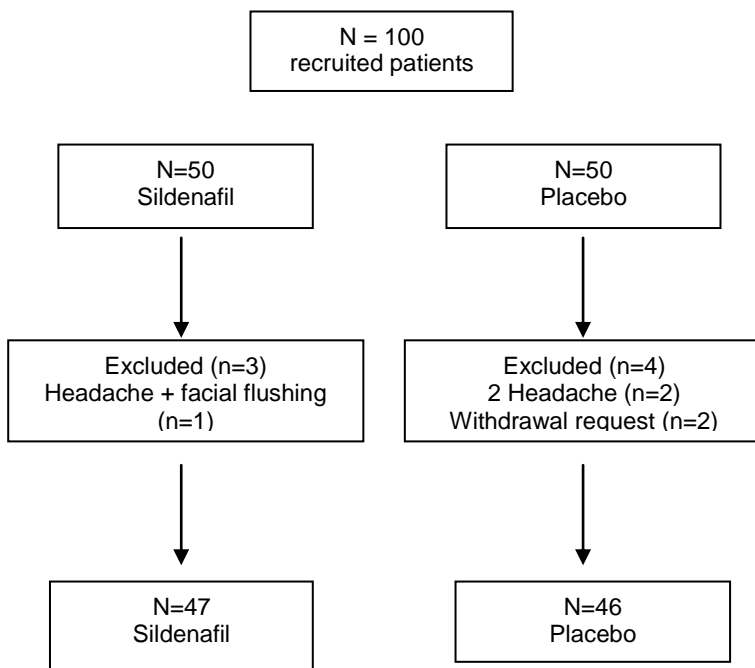 N = 100
recruited patients
N=50
Sildenafil
N=50
Placebo
Excluded (n=3)
Headache + facial flushing
(n=1)
Excluded (n=4)
2 Headache (n=2)
Withdrawal request (n=2)
N=47
Sildenafil
N=46
Placebo